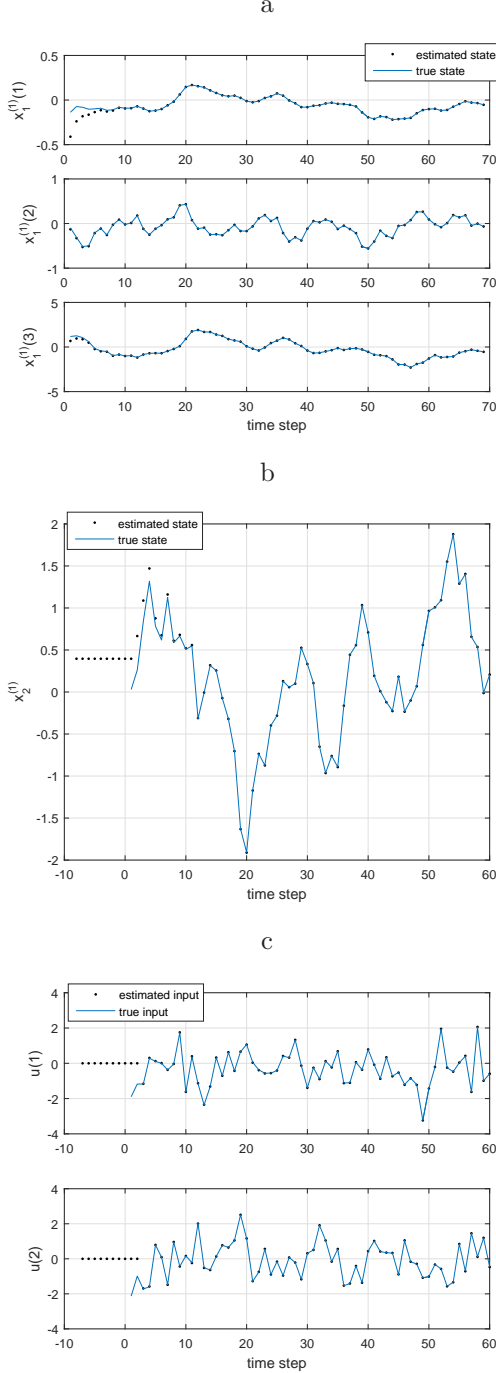 a
estimated state
true state
x₁⁽¹⁾(1)
0.5
0
-0.5
0 10 20 30 40 50 60 70
x₁⁽¹⁾(2)
1
0
-1
0 10 20 30 40 50 60 70
x₁⁽¹⁾(3)
5
0
-5
0 10 20 30 40 50 60 70
time step
b
estimated state
true state
x₂⁽¹⁾
2
1.5
1
0.5
0
-0.5
-1
-1.5
-2
-10 0 10 20 30 40 50 60
time step
c
estimated input
true input
u(1)
4
2
0
-2
-4
-10 0 10 20 30 40 50 60
u(2)
4
2
0
-2
-4
-10 0 10 20 30 40 50 60
time step